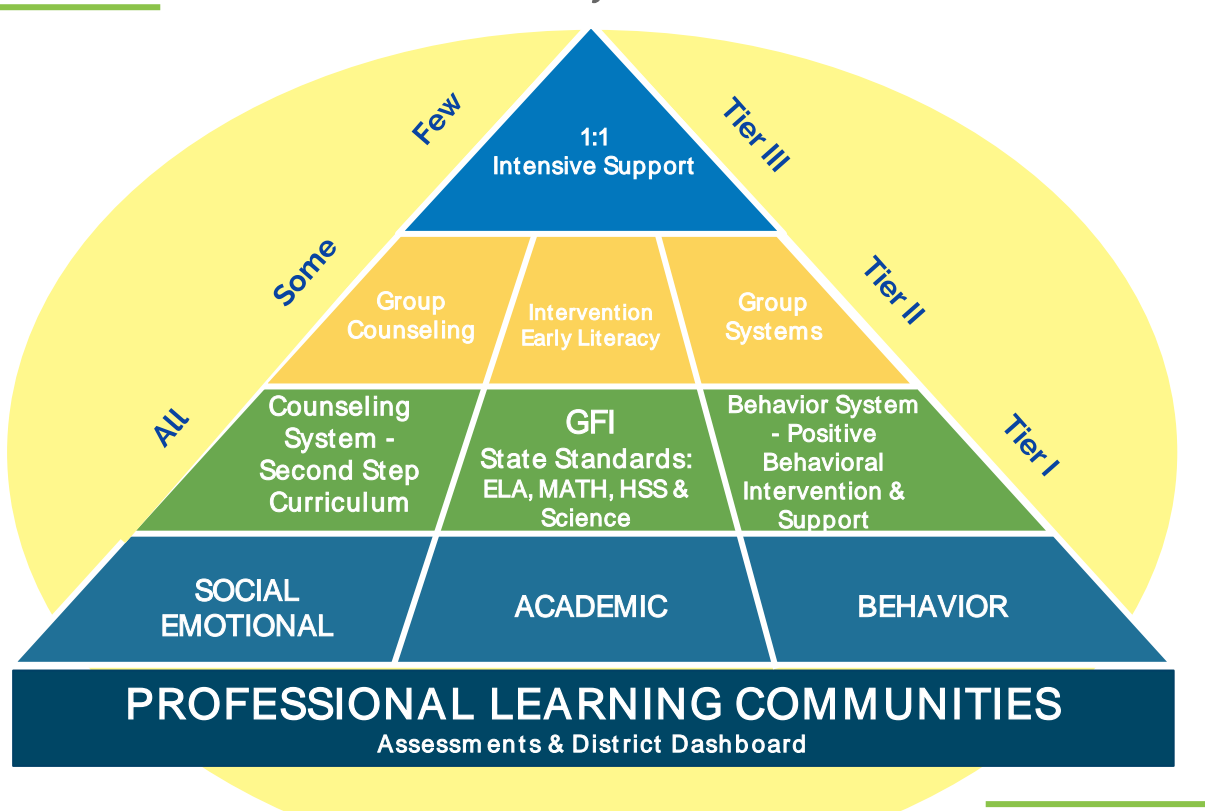 Few
Tier III
1:1
Intensive Support
Some
Tier II
Group
Counseling
Intervention
Early Literacy
Group
Systems
All
Tier I
Counseling
System -
Second Step
Curriculum
GFI
State Standards:
ELA, MATH, HSS &
Science
Behavior System
- Positive
Behavioral
Intervention &
Support
SOCIAL
EMOTIONAL
ACADEMIC
BEHAVIOR
PROFESSIONAL LEARNING COMMUNITIES
Assessments & District Dashboard